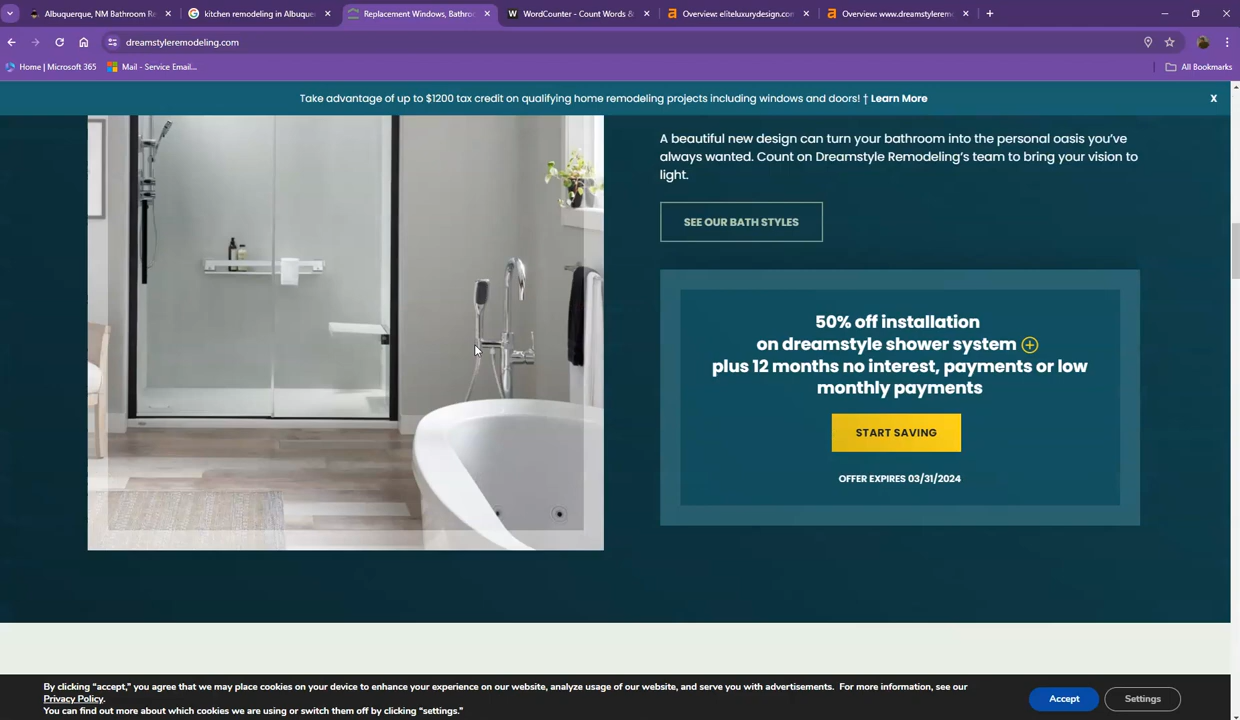 Albuquerque, NM Bathroom Re
kitchen remodeling in Albuque
Replacement Windows, Bathroo
WordCounter - Count Words &
Overview: eliteluxurydesign.con
Overview: www.dreamstylerem
dreamstyleremodeling.com
Home | Microsoft 365
Mail - Service Email...
All Bookmarks
Take advantage of up to $1200 tax credit on qualifying home remodeling projects including windows and doors! † Learn More
X
A beautiful new design can turn your bathroom into the personal oasis you've
always wanted. Count on Dreamstyle Remodeling's team to bring your vision to
light.
SEE OUR BATH STYLES
50% off installation
on dreamstyle shower system
plus 12 months no interest, payments or low
monthly payments
START SAVING
OFFER EXPIRES 03/31/2024
By clicking “accept,” you agree that we may place cookies on your device to enhance your experience on our website, analyze usage of our website, and serve you with advertisements. For more information, see our
Privacy Policy.
You can find out more about which cookies we are using or switch them off by clicking “settings.”
Accept
Settings